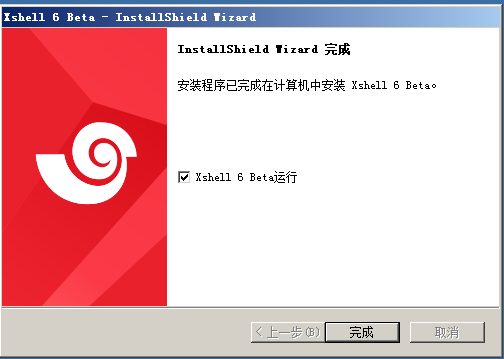 Xshell 6 Beta - InstallShield Wizard
InstallShield Wizard 完成
安装程序已完成在计算机中安装 Xshell 6 Beta。
Xshell 6 Beta运行
< 上一步(B)
完成
取消